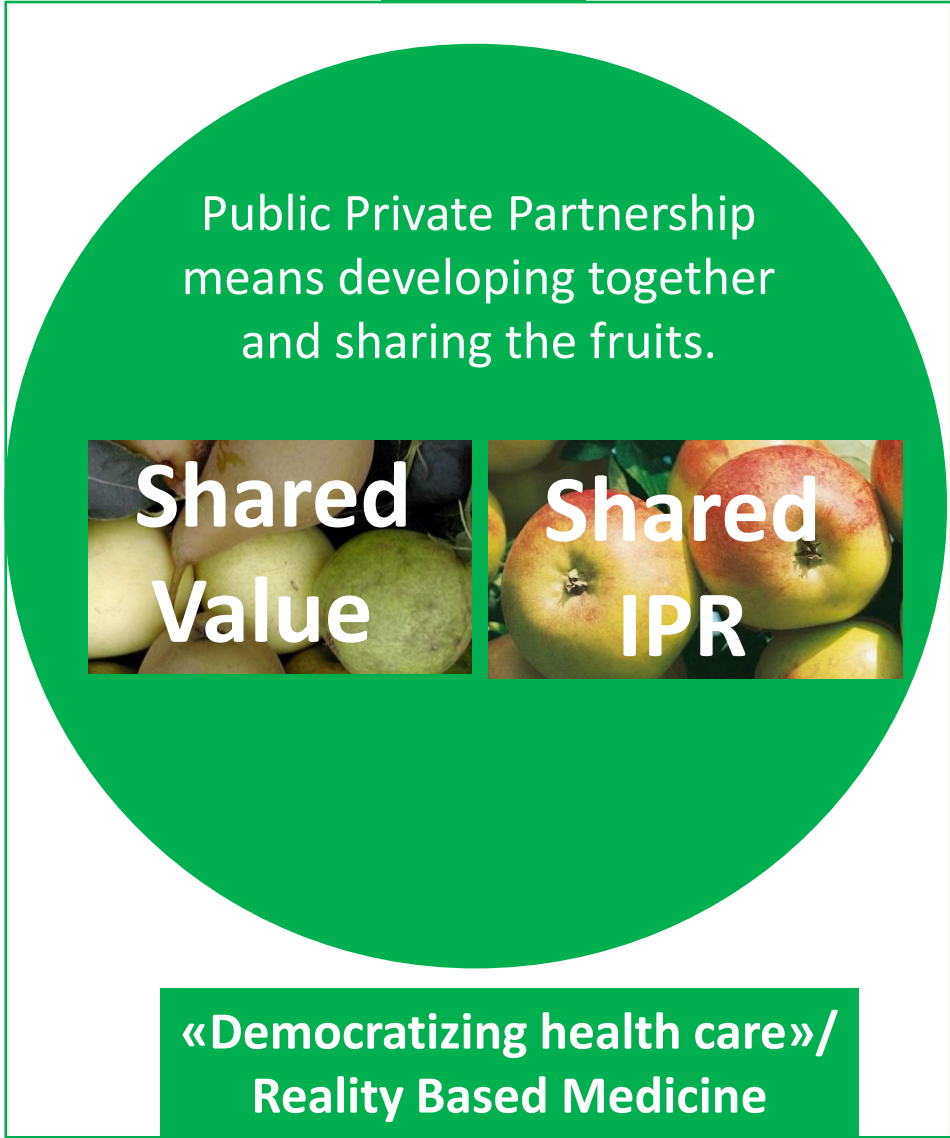 Public Private Partnership
means developing together
and sharing the fruits.
Shared
Value
Shared
IPR
«Democratizing health care»/
Reality Based Medicine